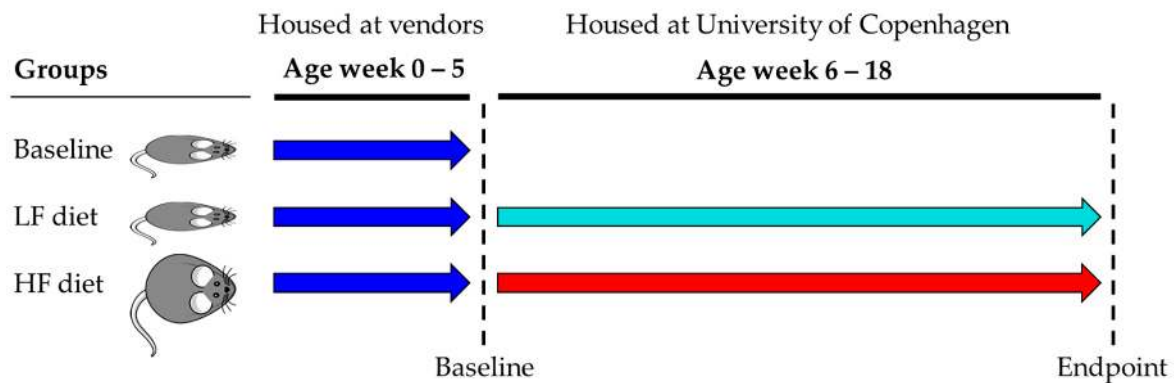 Housed at vendors Housed at University of Copenhagen
Groups Age week 0 – 5 Age week 6 – 18
Baseline
LF diet
HF diet
Baseline Endpoint